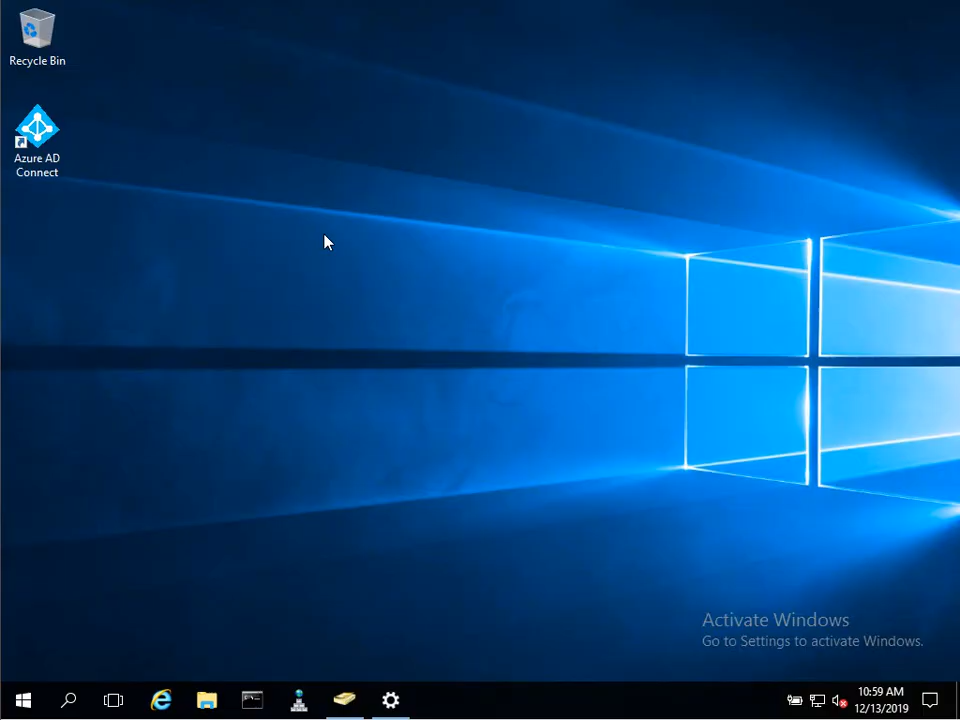 Recycle Bin
Azure AD
Connect
Activate Windows
Go to Settings to activate Windows.
10:59 AM
12/13/2019